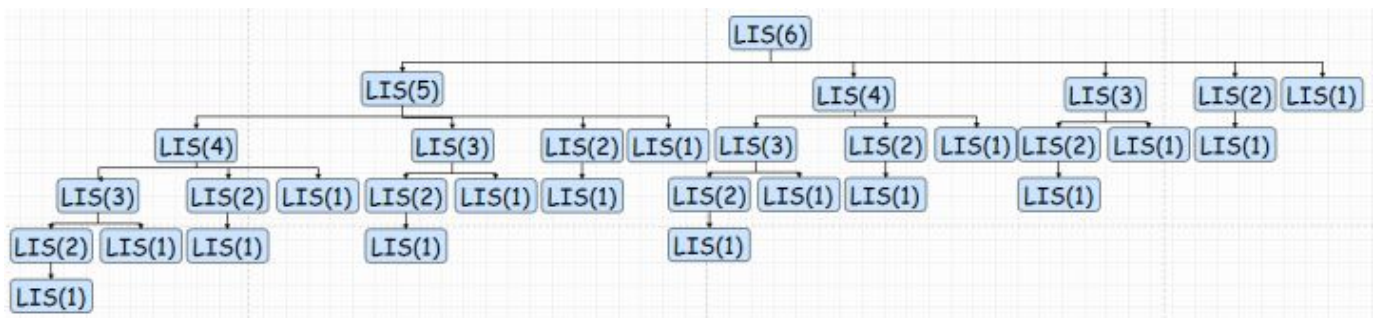 LIS(6)
LIS(5) LIS(4) LIS(3) LIS(2) LIS(1)
LIS(4) LIS(3) LIS(2) LIS(1) LIS(3) LIS(2) LIS(1) LIS(2) LIS(1) LIS(1)
LIS(3) LIS(2) LIS(1) LIS(2) LIS(1) LIS(1) LIS(2) LIS(1) LIS(1) LIS(1)
LIS(2) LIS(1) LIS(1) LIS(1) LIS(1)
LIS(1)